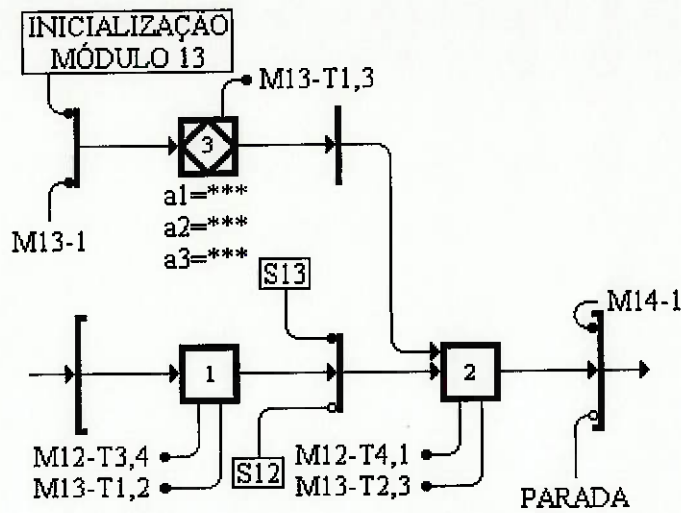 INICIALIZAÇÃO
MÓDULO 13
M13-T1,3
3
M13-1
a1=***
a2=***
a3=***
S13
M14-1
1
2
M12-T3,4
M13-T1,2
S12
M12-T4,1
M13-T2,3
PARADA